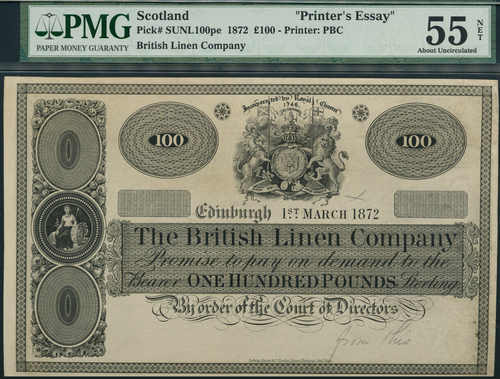 PMG
PAPER MONEY GUARANTY
Scotland "Printer's Essay"
Pick# SUNL100pe 1872 £100 - Printer: PBC
British Linen Company
55 NET
About Uncirculated
Incorporated by Royal Charter
1746.
100 100
Edinburgh 1ST MARCH 1872
The British Linen Company
Promise to pay on demand to the
Bearer ONE HUNDRED POUNDS Sterling
By order of the Court of Directors
from this